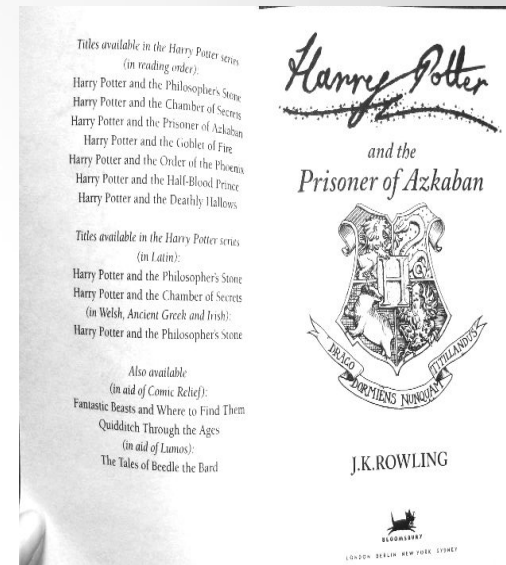 Titles available in the Harry Potter series
(in reading order):
Harry Potter and the Philosopher's Stone
Harry Potter and the Chamber of Secrets
Harry Potter and the Prisoner of Azkaban
Harry Potter and the Goblet of Fire
Harry Potter and the Order of the Phoenix
Harry Potter and the Half-Blood Prince
Harry Potter and the Deathly Hallows
Titles available in the Harry Potter series
(in Latin):
Harry Potter and the Philosopher's Stone
Harry Potter and the Chamber of Secrets
(in Welsh, Ancient Greek and Irish):
Harry Potter and the Philosopher's Stone
Also available
(in aid of Comic Relief):
Fantastic Beasts and Where to Find Them
Quidditch Through the Ages
(in aid of Lumos):
The Tales of Beedle the Bard
Harry Potter
and the
Prisoner of Azkaban
H
DRACO DORMIENS NUNQUAM TITILLANDUS
J.K.ROWLING
BLOOMSBURY
LONDON BERLIN NEW YORK SYDNEY